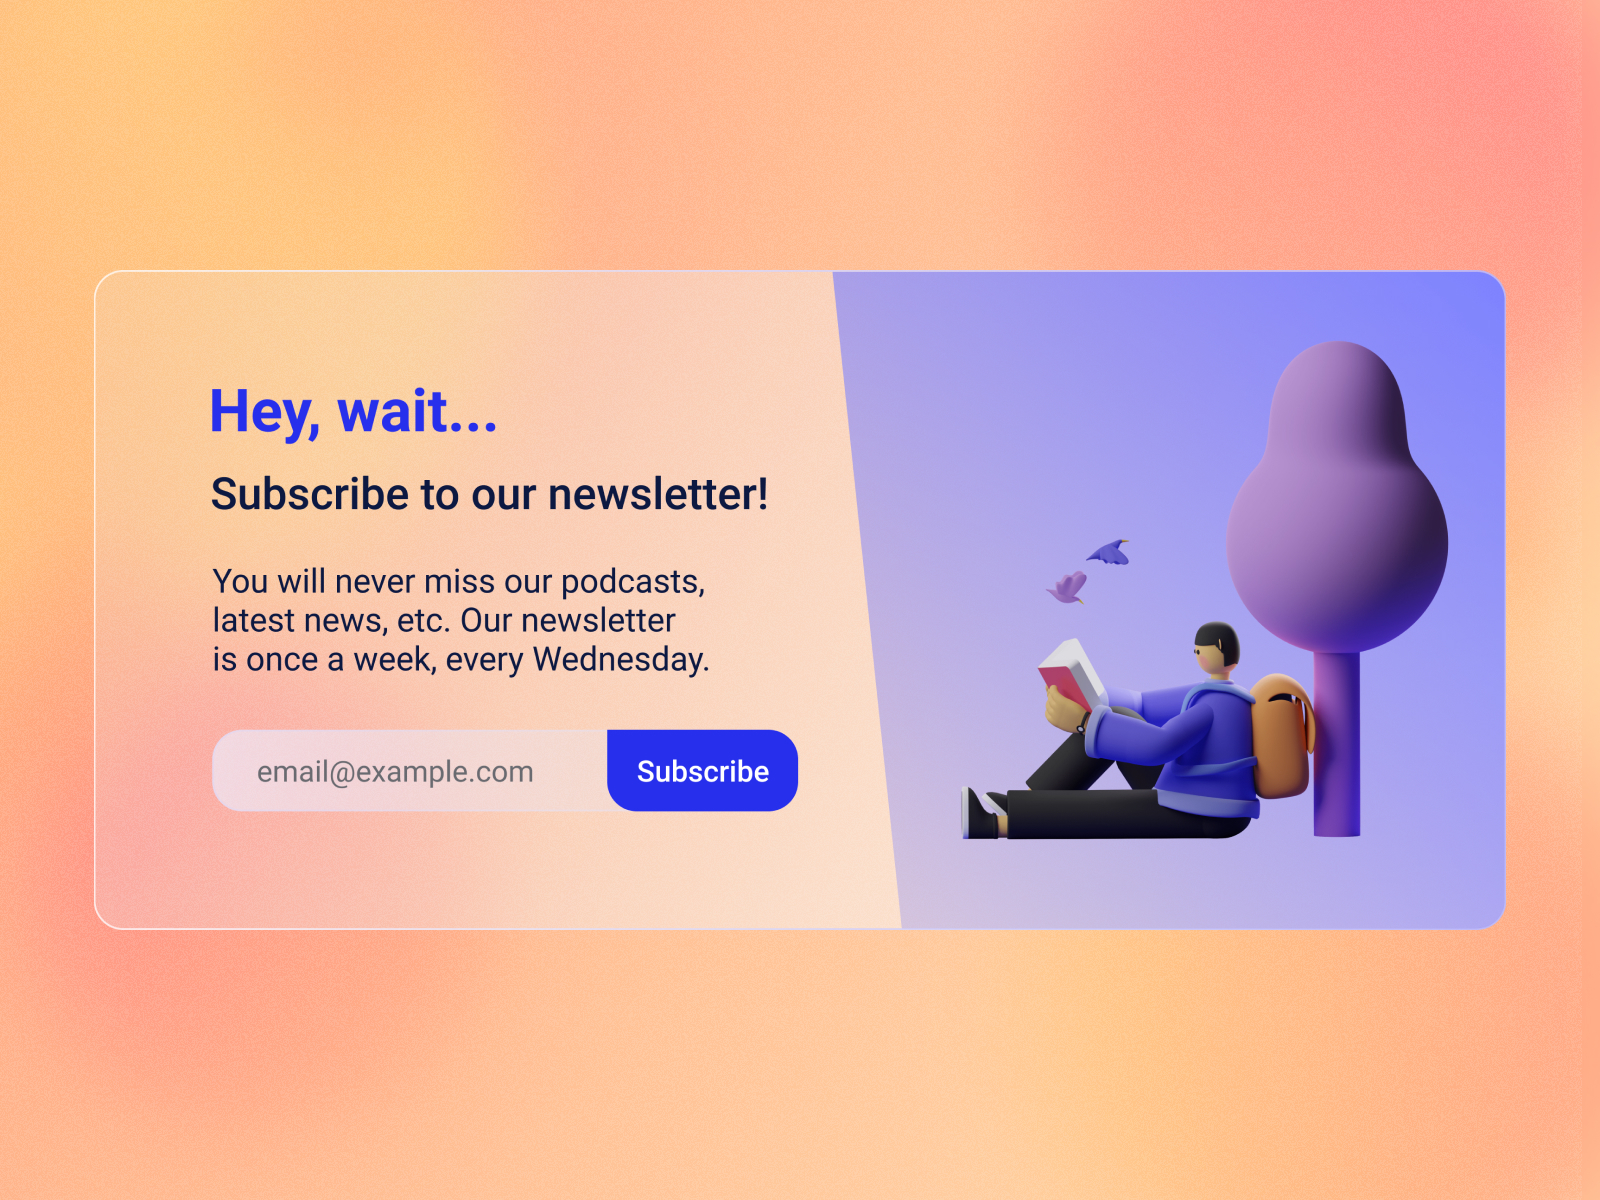 Hey, wait...
Subscribe to our newsletter!
You will never miss our podcasts,
latest news, etc. Our newsletter
is once a week, every Wednesday.
email@example.com
Subscribe